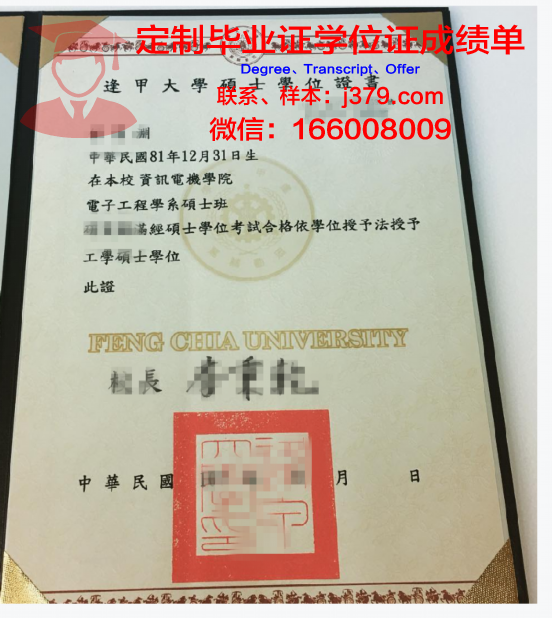 定制毕业证学位证成绩单
Degree、Transcript、Offer
逢甲大學碩士學位證書
联系、样本：j379.com
微信：166008009
中華民國81年12月31日生
在本校 資訊電機學院
電子工程學系碩士班
滿經碩士學位考試合格依學位授予法授予
工學碩士學位
此證
FENG CHIA UNIVERSITY
校長
中華民國 月 日